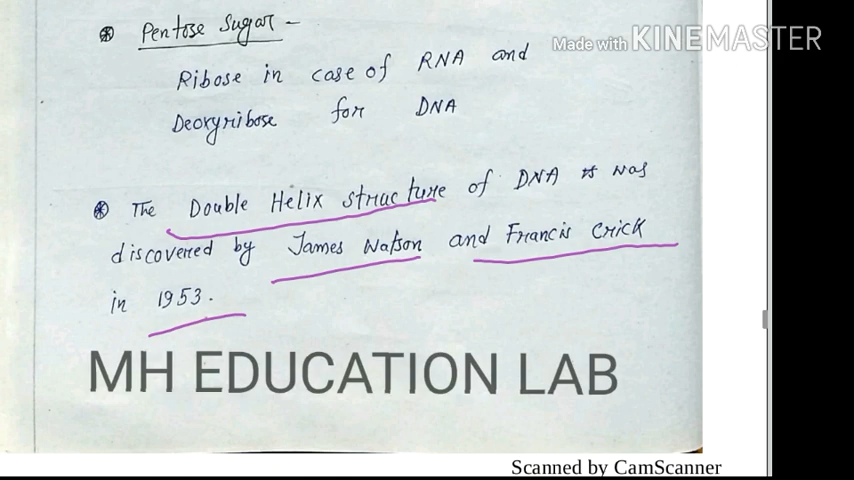 Pentose Sugar -
Made with KINEMASTER
Ribose in case of RNA and
Deoxyribose for DNA
The Double Helix structure of DNA is was
discovered by James Watson and Francis Crick
in 1953.
MH EDUCATION LAB
Scanned by CamScanner